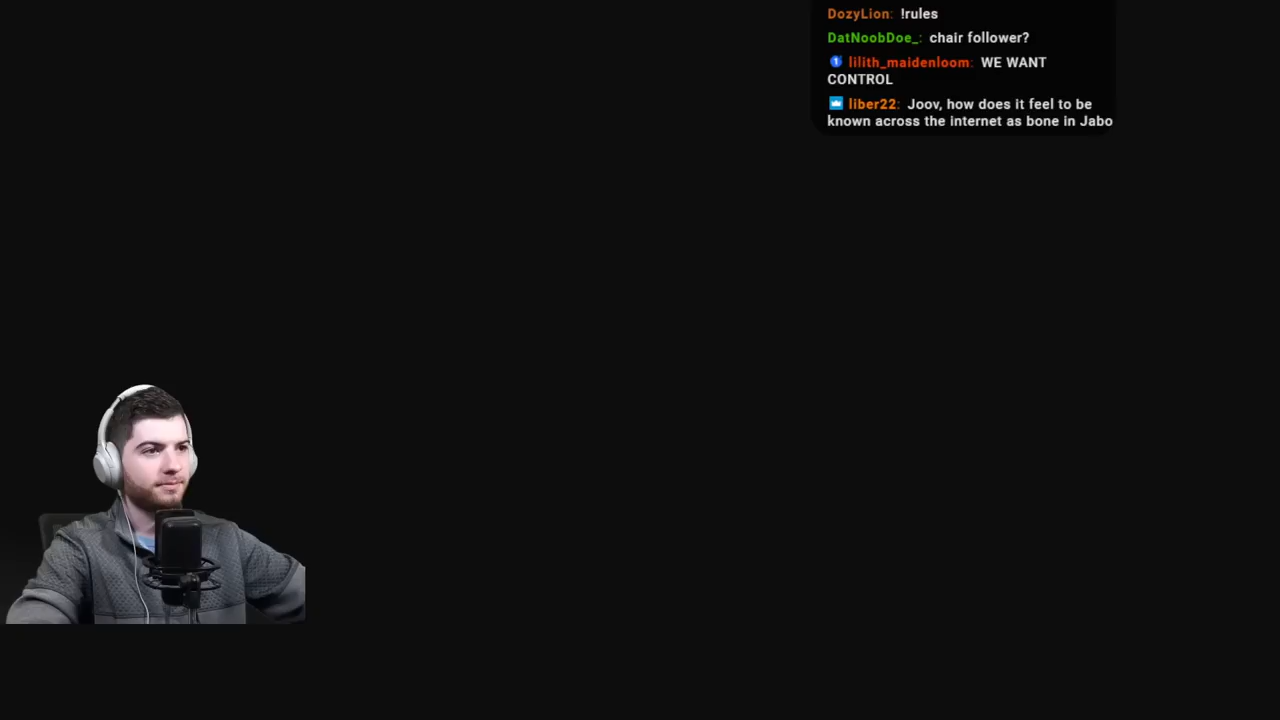 DozyLion: !rules
DatNoobDoe_: chair follower?
lilith_maidenloom: WE WANT
CONTROL
liber22: Joov, how does it feel to be
known across the internet as bone in Jabo